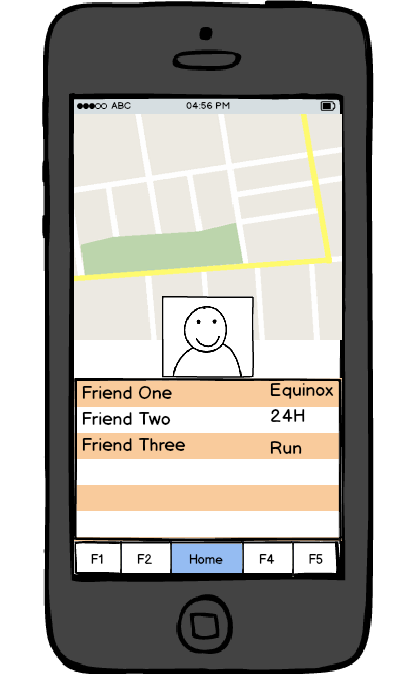 ABC 04:56 PM
Friend One Equinox
Friend Two 24H
Friend Three Run
F1 F2 Home F4 F5